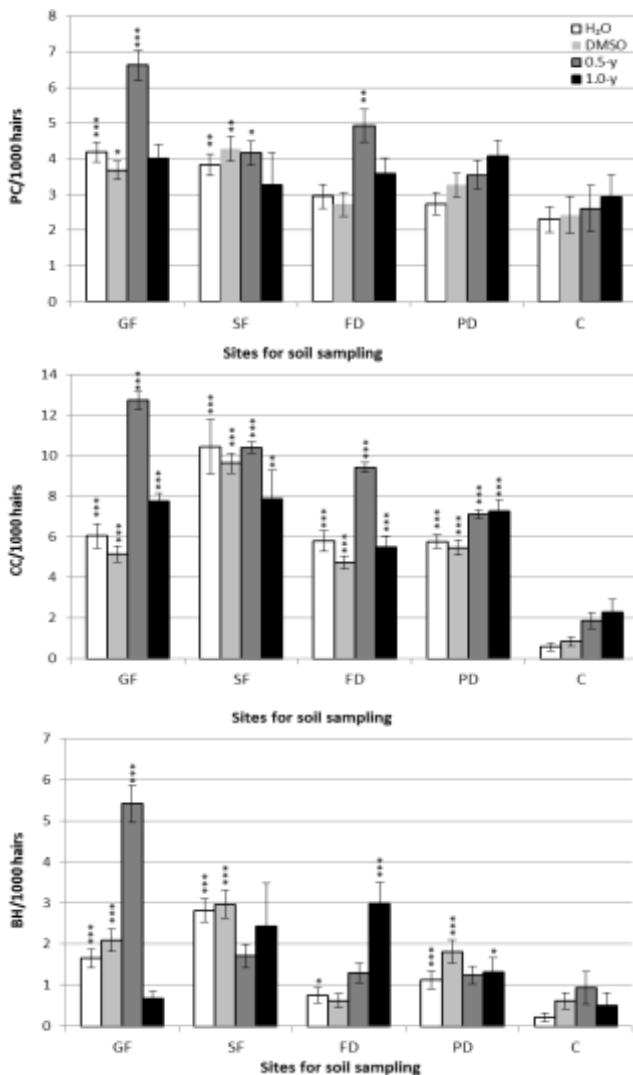 8
7
6
5
4
3
2
1
0
PC/1000 hairs
H₂O
DMSO
0.5-y
1.0-y
***
*
***
**
**
*
**
GF
SF
FD
PD
C
Sites for soil sampling
14
12
10
8
6
4
2
0
CC/1000 hairs
***
***
***
***
***
***
***
**
***
***
***
***
***
***
***
***
GF
SF
FD
PD
C
Sites for soil sampling
7
6
5
4
3
2
1
0
BH/1000 hairs
***
***
***
***
***
*
***
***
***
*
GF
SF
FD
PD
C
Sites for soil sampling